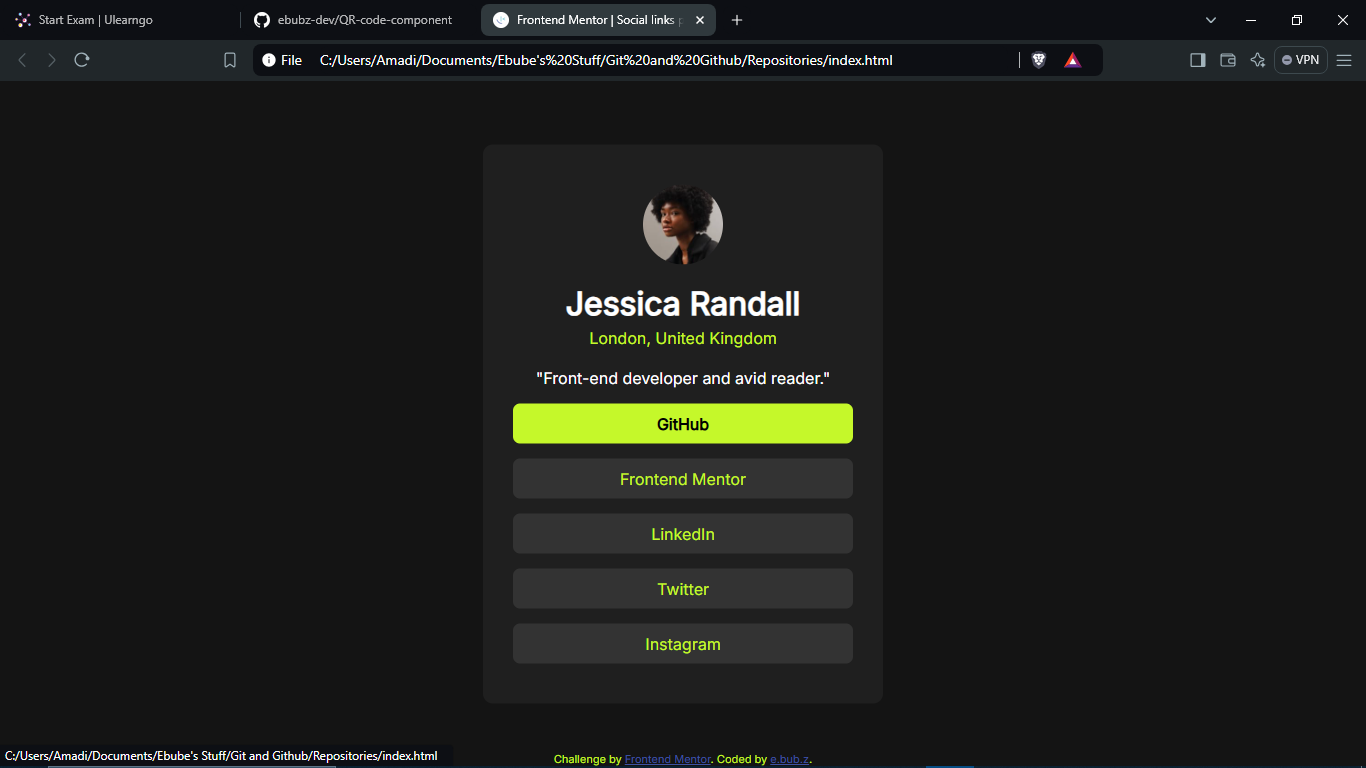 Start Exam | Ulearngo
ebubz-dev/QR-code-component
Frontend Mentor | Social links
File C:/Users/Amadi/Documents/Ebube's%20Stuff/Git%20and%20Github/Repositories/index.html
VPN
Jessica Randall
London, United Kingdom
"Front-end developer and avid reader."
GitHub
Frontend Mentor
LinkedIn
Twitter
Instagram
C:/Users/Amadi/Documents/Ebube's Stuff/Git and Github/Repositories/index.html
Challenge by Frontend Mentor. Coded by e.bub.z.